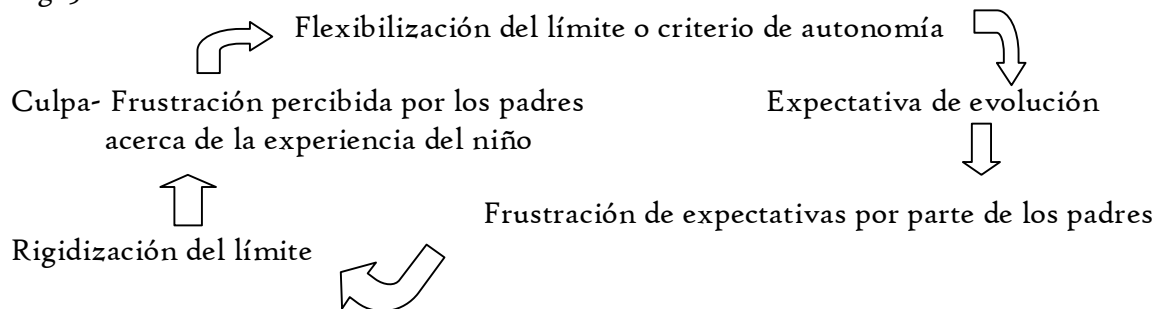 Flexibilización del límite o criterio de autonomía
Culpa- Frustración percibida por los padres
acerca de la experiencia del niño
Expectativa de evolución
Frustración de expectativas por parte de los padres
Rigidización del límite